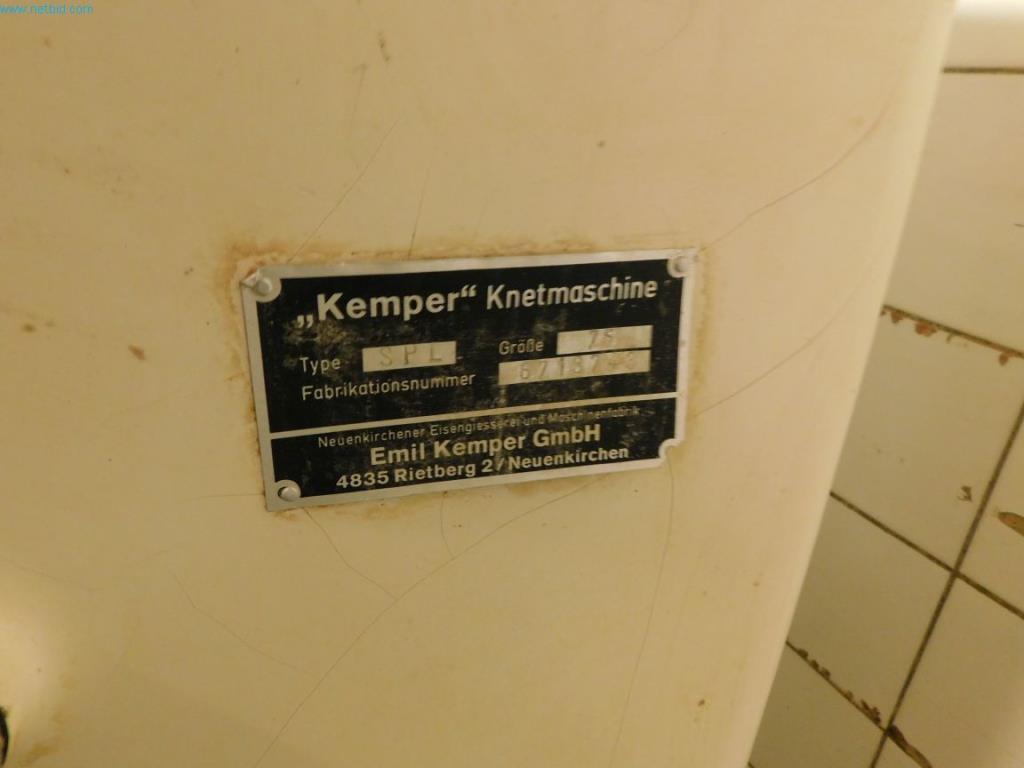 www.netbid.com
„Kemper“ Knetmaschine
Type SPL Größe 75
Fabrikationsnummer
Neuenkirchener Eisengiesserei und Maschinenfabrik
Emil Kemper GmbH
4835 Rietberg 2/Neuenkirchen